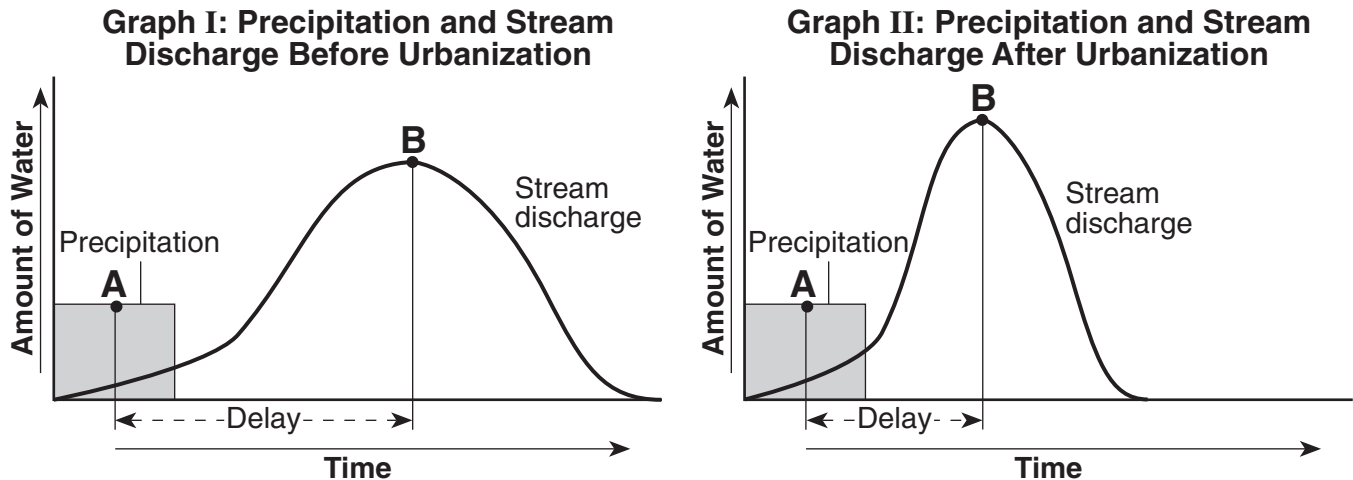 Graph I: Precipitation and Stream
Discharge Before Urbanization
Amount of Water
B
Stream
discharge
Precipitation
A
Delay
Time
Graph II: Precipitation and Stream
Discharge After Urbanization
Amount of Water
B
Stream
discharge
Precipitation
A
Delay
Time